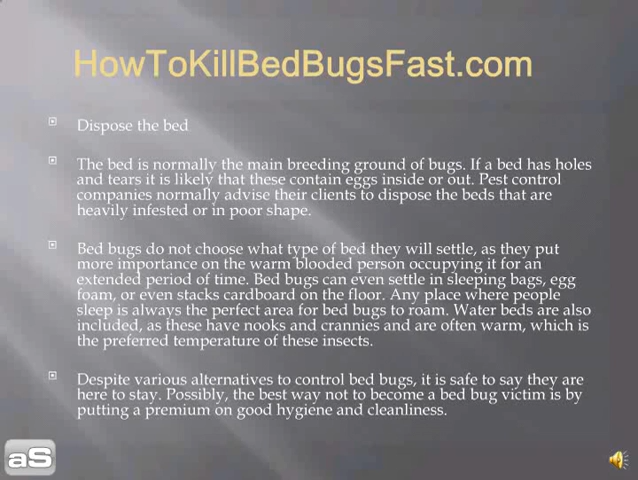 HowToKillBedBugsFast.com
Dispose the bed
The bed is normally the main breeding ground of bugs. If a bed has holes
and tears it is likely that these contain eggs inside or out. Pest control
companies normally advise their clients to dispose the beds that are
heavily infested or in poor shape.
Bed bugs do not choose what type of bed they will settle, as they put
more importance on the warm blooded person occupying it for an
extended period of time. Bed bugs can even settle in sleeping bags, egg
foam, or even stacks cardboard on the floor. Any place where people
sleep is always the perfect area for bed bugs to roam. Water beds are also
included, as these have nooks and crannies and are often warm, which is
the preferred temperature of these insects.
Despite various alternatives to control bed bugs, it is safe to say they are
here to stay. Possibly, the best way not to become a bed bug victim is by
putting a premium on good hygiene and cleanliness.
aS